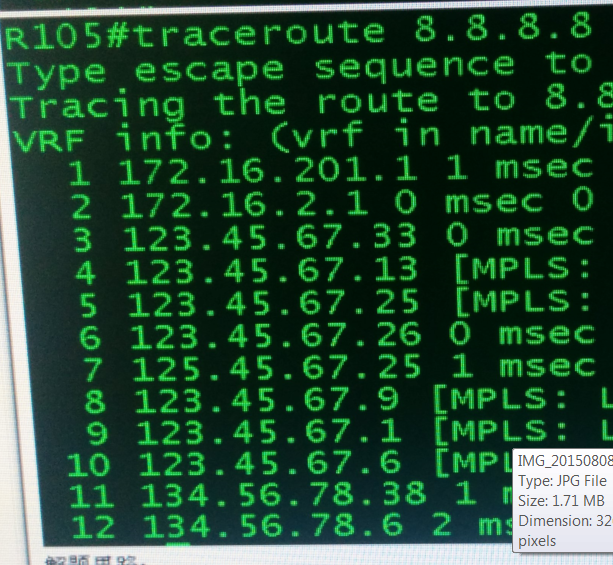 R105#traceroute 8.8.8.8
Type escape sequence to
Tracing the route to 8.8
VRF info: (vrf in name/i
1 172.16.201.1 1 msec
2 172.16.2.1 0 msec 0
3 123.45.67.33 0 msec
4 123.45.67.13 [MPLS:
5 123.45.67.25 [MPLS:
6 123.45.67.26 0 msec
7 125.45.67.25 1 msec
8 123.45.67.9 [MPLS: L
9 123.45.67.1 [MPLS: L
10 123.45.67.6 [MPL
11 134.56.78.38 1 m
12 134.56.78.6 2 ms
IMG_20150808
Type: JPG File
Size: 1.71 MB
Dimension: 32
pixels